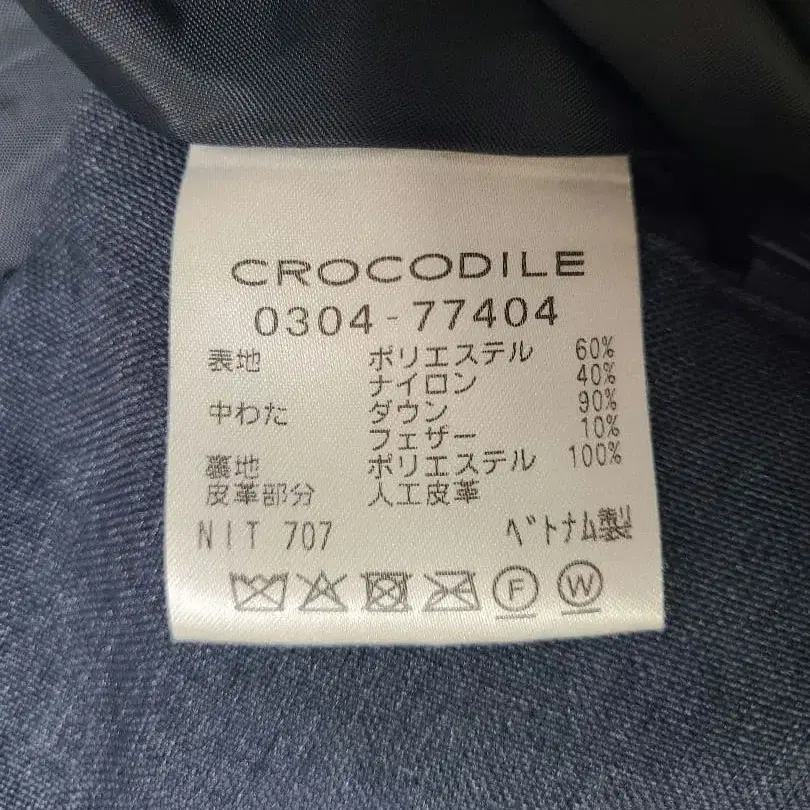 CROCODILE
0304-77404
表地 ポリエステル 60%
ナイロン 40%
中わた ダウン 90%
フェザー 10%
裏地 ポリエステル 100%
皮革部分 人工皮革
NIT 707 ベトナム製
F W